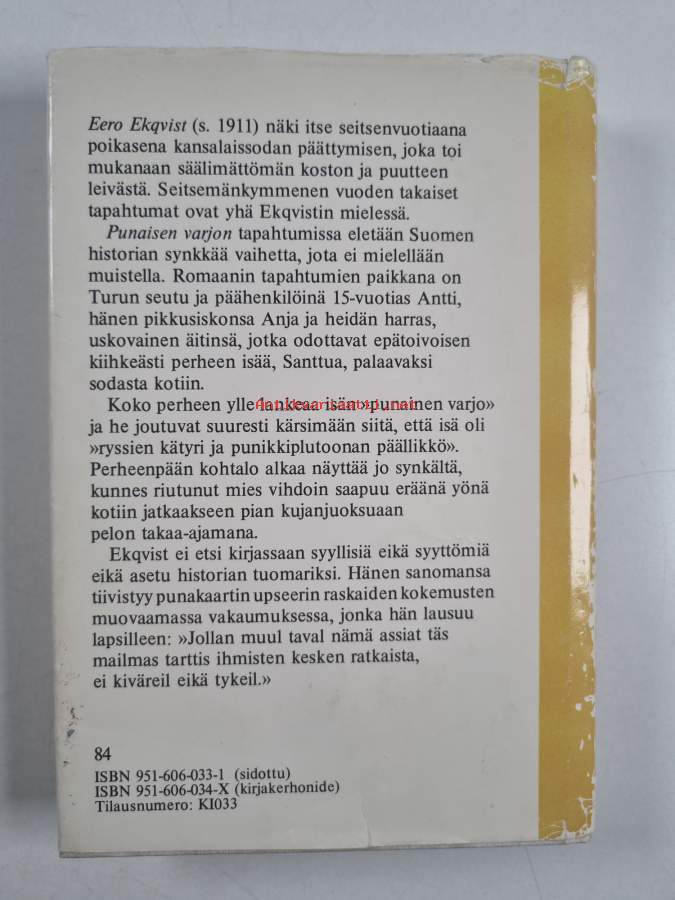 Eero Ekqvist (s. 1911) näki itse seitsenvuotiaana
poikasena kansalaissodan päättymisen, joka toi
mukanaan säälimättömän koston ja puutteen
leivästä. Seitsemänkymmenen vuoden takaiset
tapahtumat ovat yhä Ekqvistin mielessä.
Punaisen varjon tapahtumissa eletään Suomen
historian synkkää vaihetta, jota ei mielellään
muistella. Romaanin tapahtumien paikkana on
Turun seutu ja päähenkilöinä 15-vuotias Antti,
hänen pikkusiskonsa Anja ja heidän harras,
uskovainen äitinsä, jotka odottavat epätoivoisen
kiihkeästi perheen isää, Santtua, palaavaksi
sodasta kotiin.
Koko perheen ylle lankeaa isän »punainen varjo»
ja he joutuvat suuresti kärsimään siitä, että isä oli
»ryssien kätyri ja punikkiplutoonan päällikkö».
Perheenpään kohtalo alkaa näyttää jo synkältä,
kunnes riutunut mies vihdoin saapuu eräänä yönä
kotiin jatkaakseen pian kujanjuoksuaan
pelon takaa-ajamana.
Ekqvist ei etsi kirjassaan syyllisiä eikä syyttömiä
eikä asetu historian tuomariksi. Hänen sanomansa
tiivistyy punakaartin upseerin raskaiden kokemusten
muovaamassa vakaumuksessa, jonka hän lausuu
lapsilleen: »Jollan muul taval nämä assiat täs
mailmas tarttis ihmisten kesken ratkaista,
ei kiväreil eikä tykeil.»
84
ISBN 951-606-033-1 (sidottu)
ISBN 951-606-034-X (kirjakerhonide)
Tilausnumero: KI033